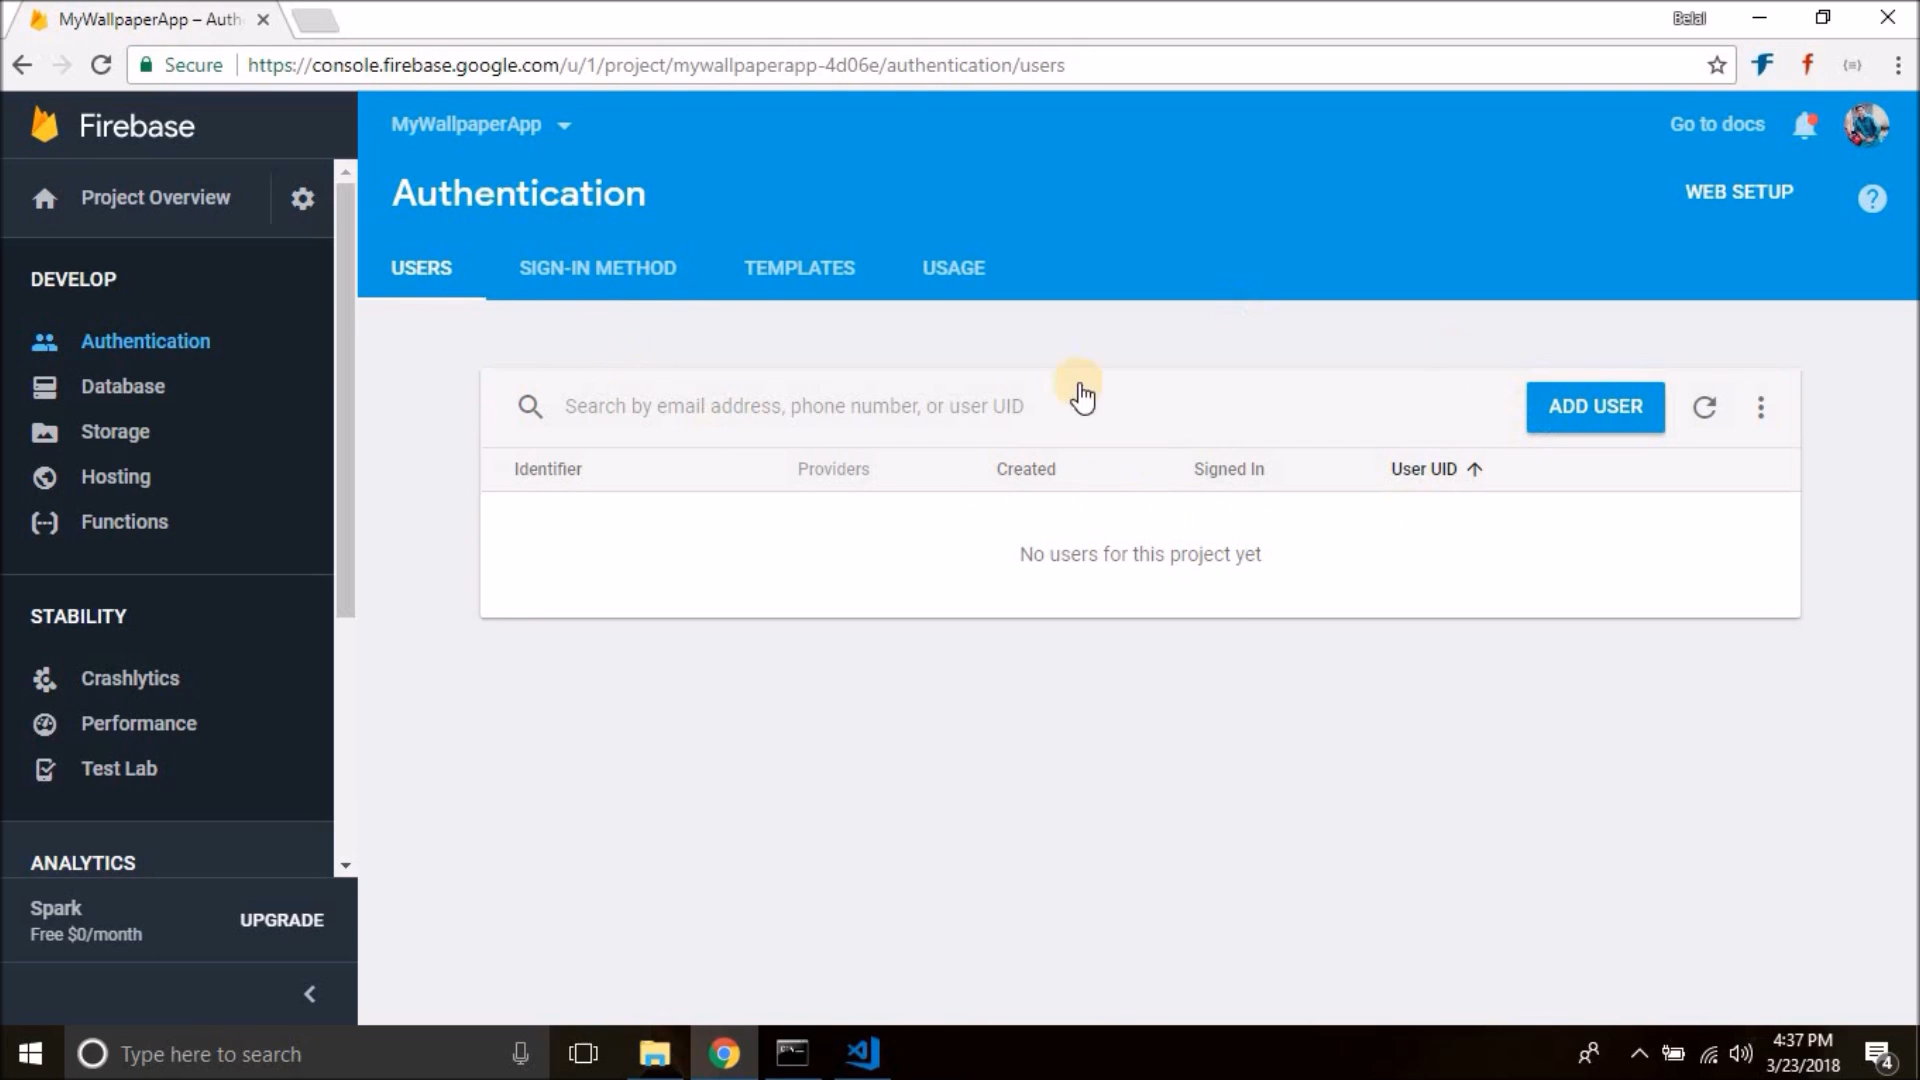 MyWallpaperApp – Auth
Belal
Secure
https://console.firebase.google.com/u/1/project/mywallpaperapp-4d06e/authentication/users
Firebase
MyWallpaperApp
Go to docs
Project Overview
Authentication
WEB SETUP
USERS
SIGN-IN METHOD
TEMPLATES
USAGE
DEVELOP
Authentication
Database
Storage
Hosting
Functions
STABILITY
Crashlytics
Performance
Test Lab
ANALYTICS
Spark
Free $0/month
UPGRADE
Search by email address, phone number, or user UID
ADD USER
Identifier
Providers
Created
Signed In
User UID
No users for this project yet
Type here to search
4:37 PM
3/23/2018
4